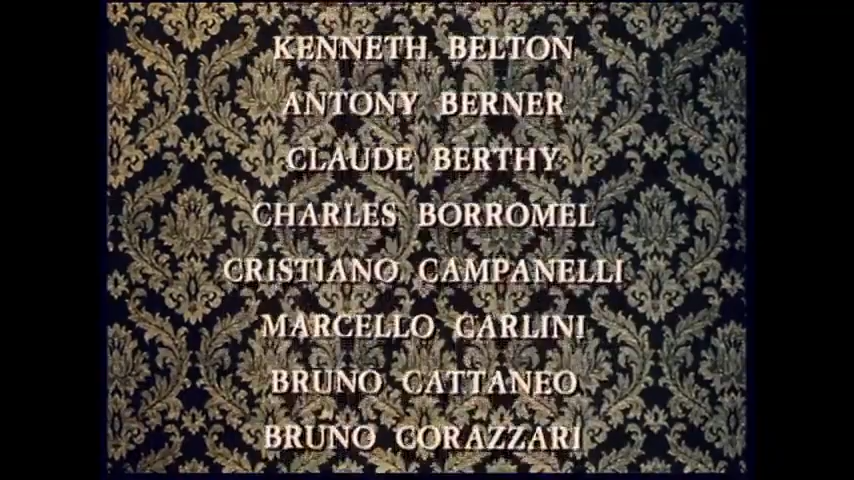 KENNETH BELTON
ANTONY BERNER
CLAUDE BERTHY
CHARLES BORROMEL
CRISTIANO CAMPANELLI
MARCELLO CARLINI
BRUNO CATTANEO
BRUNO CORAZZARI